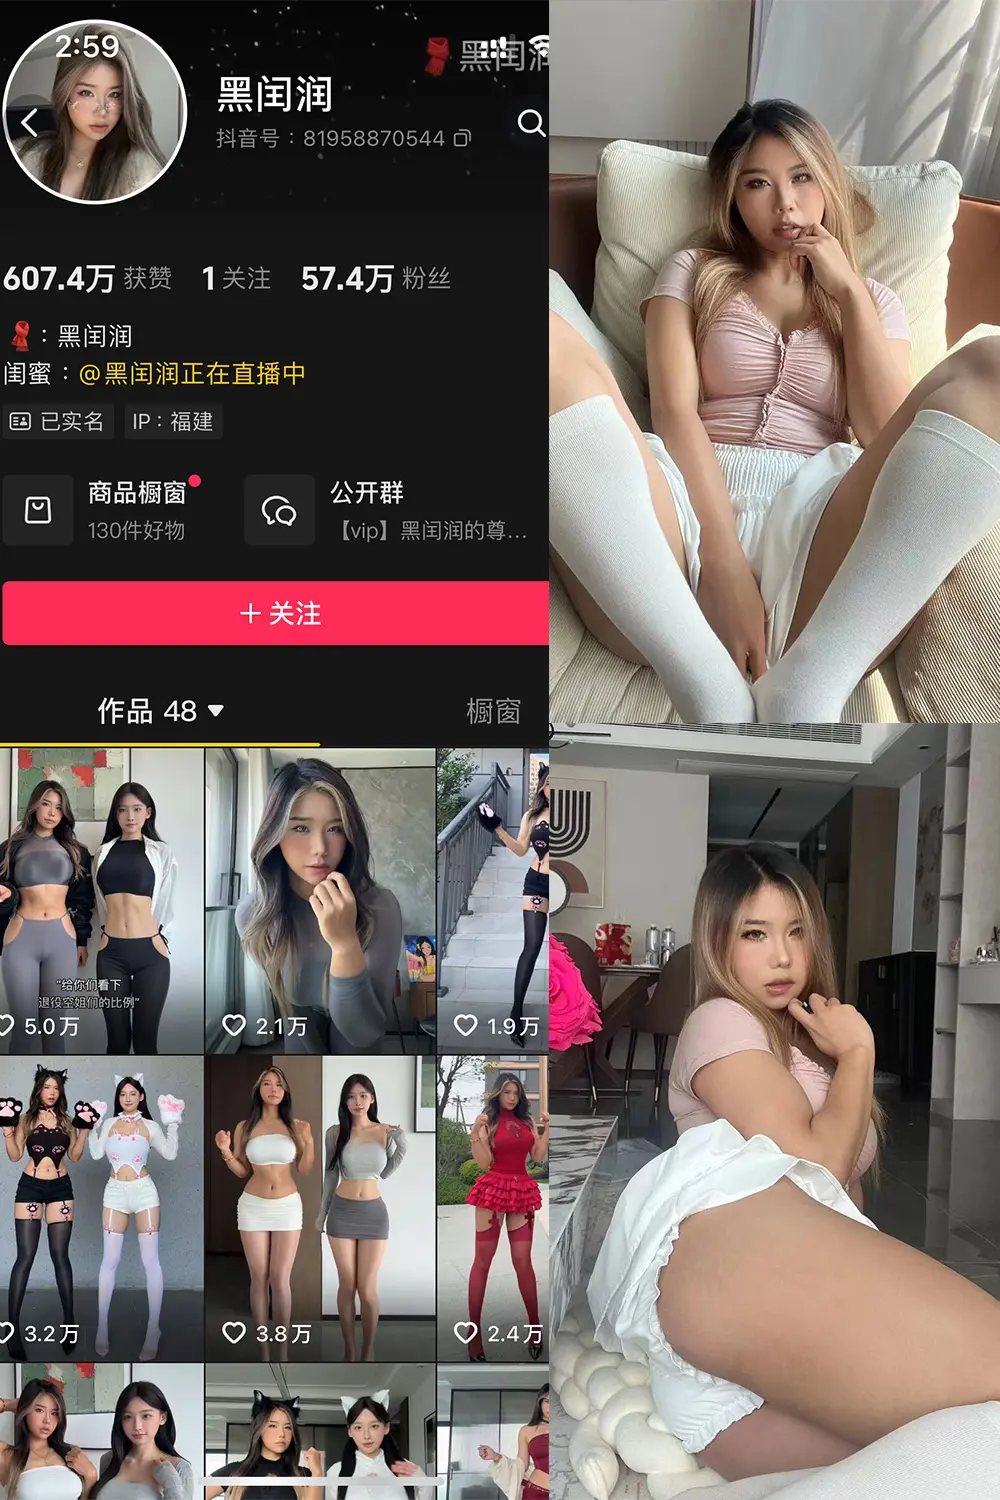 2:59
黑闰润
黑闰润
抖音号：81958870544
607.4万 获赞 1 关注 57.4万 粉丝
：黑闰润
闺蜜：@黑闰润正在直播中
已实名 IP：福建
商品橱窗
130件好物
公开群
【vip】黑闰润的尊...
+ 关注
作品 48
橱窗
“给你们看下
退役空姐们的比例”
5.0万
2.1万
1.9万
3.2万
3.8万
2.4万